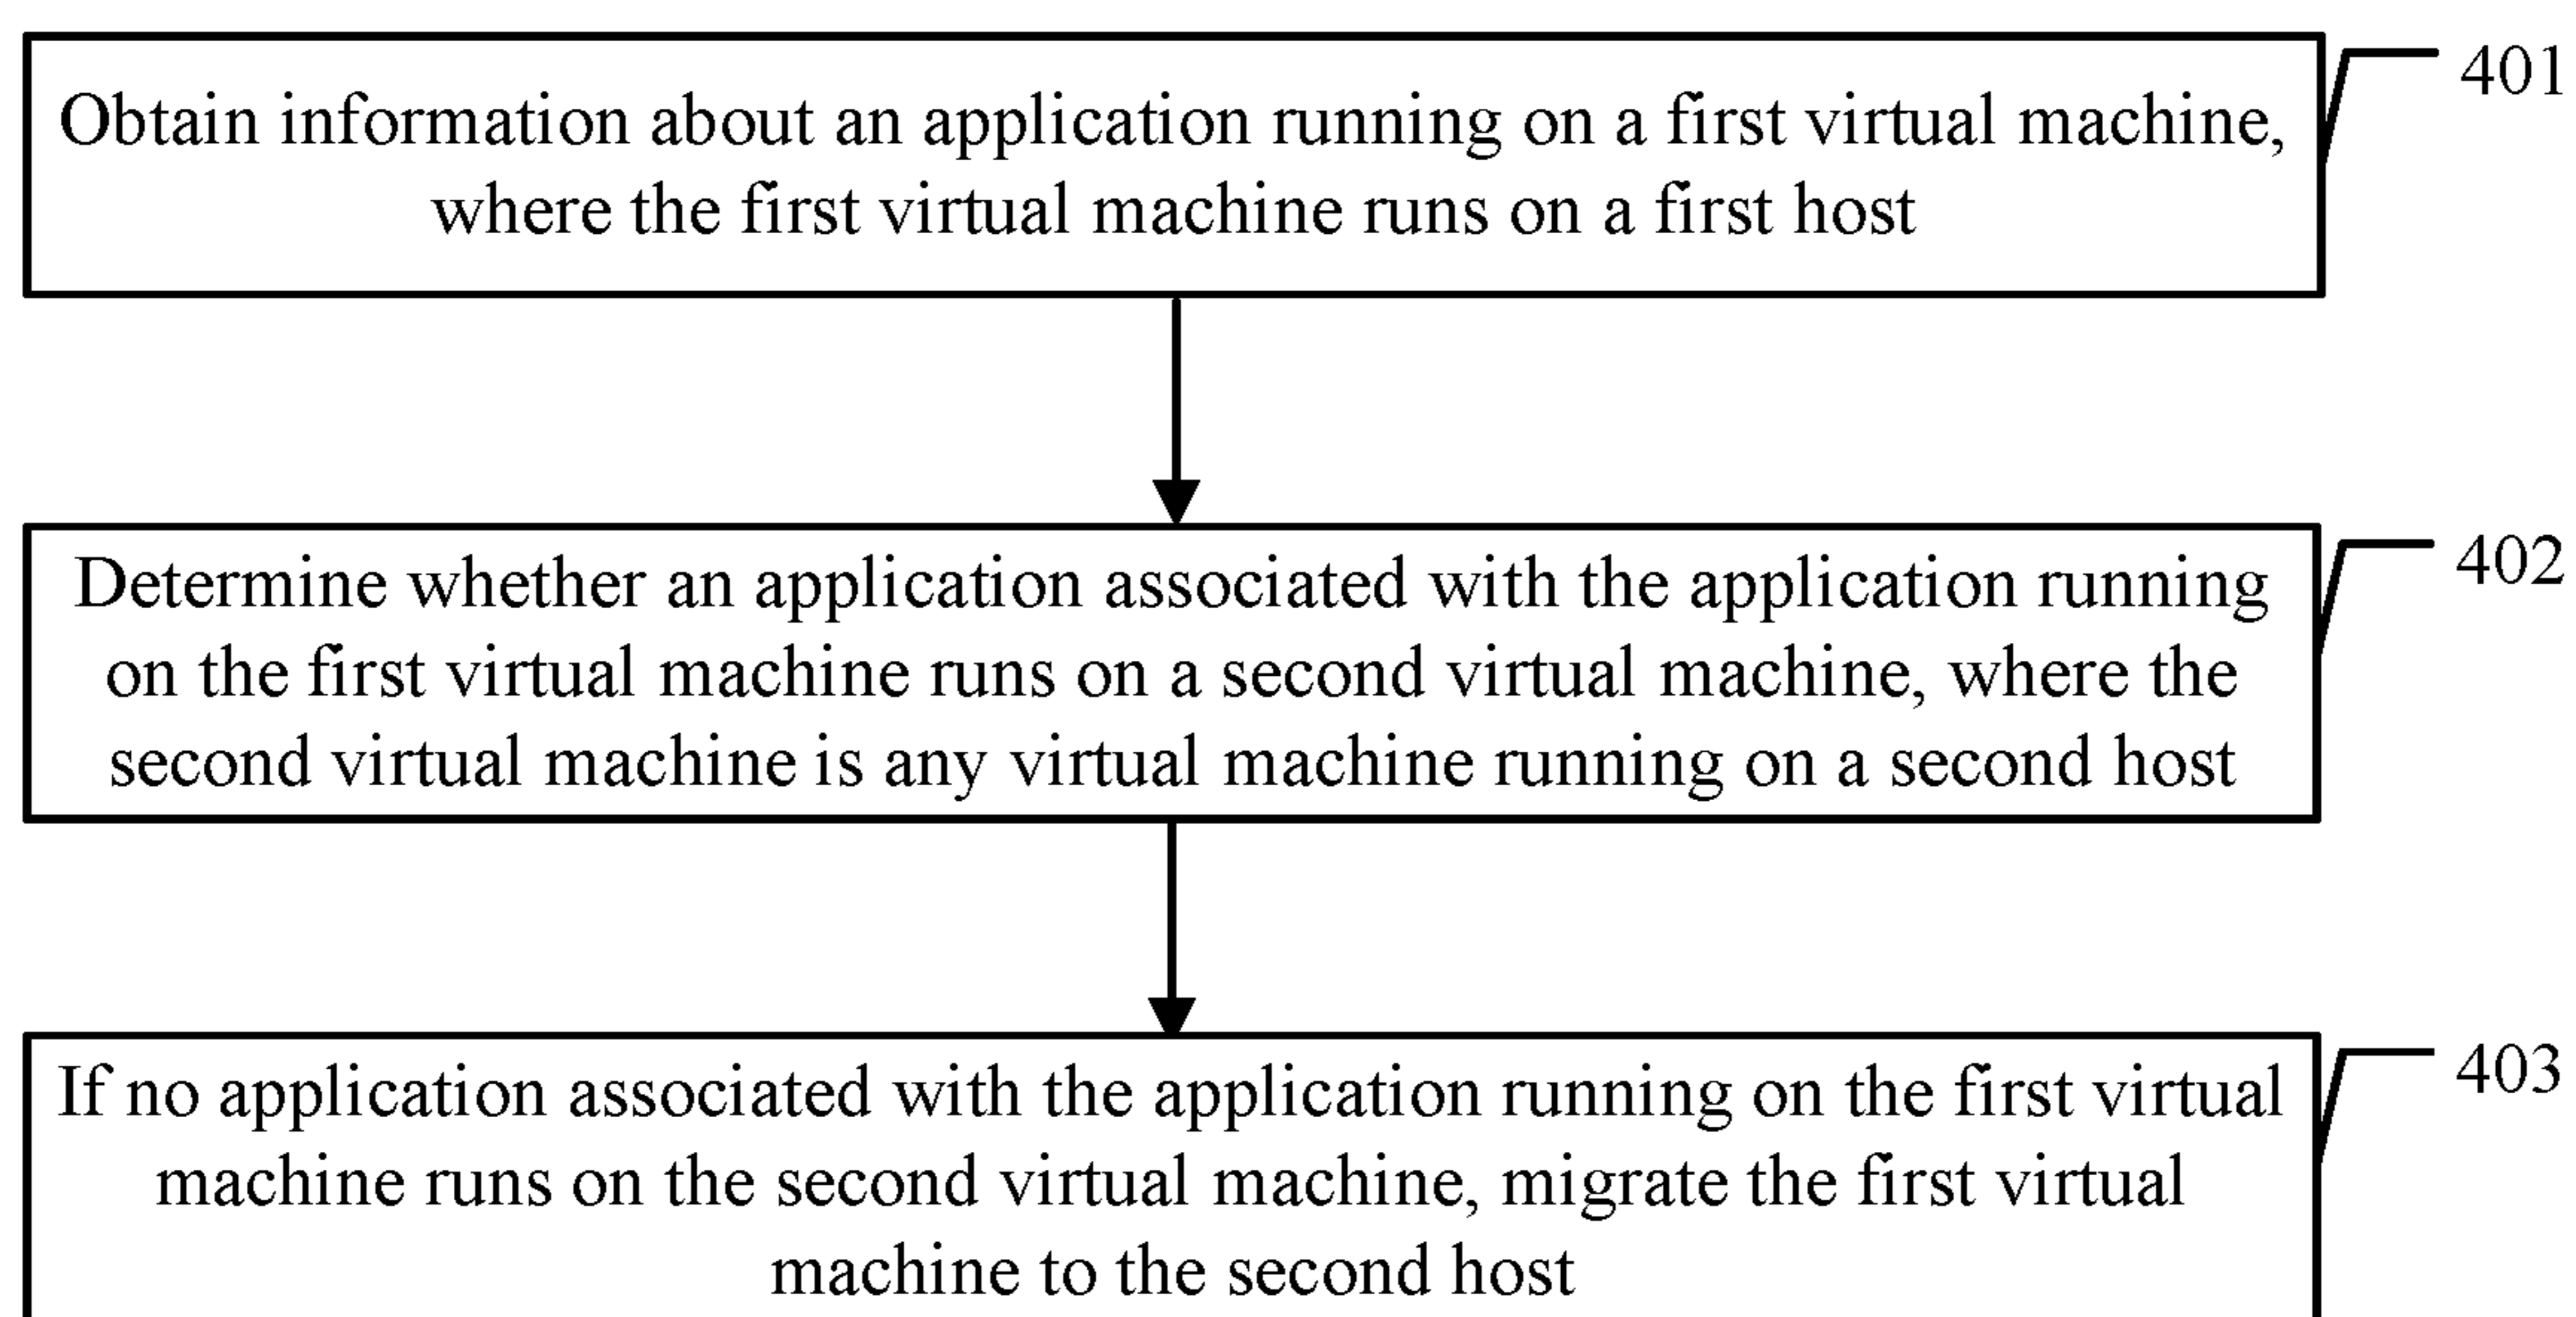 Obtain information about an application running on a first virtual machine,
where the first virtual machine runs on a first host
401
Determine whether an application associated with the application running
on the first virtual machine runs on a second virtual machine, where the
second virtual machine is any virtual machine running on a second host
402
If no application associated with the application running on the first virtual
machine runs on the second virtual machine, migrate the first virtual
machine to the second host
403